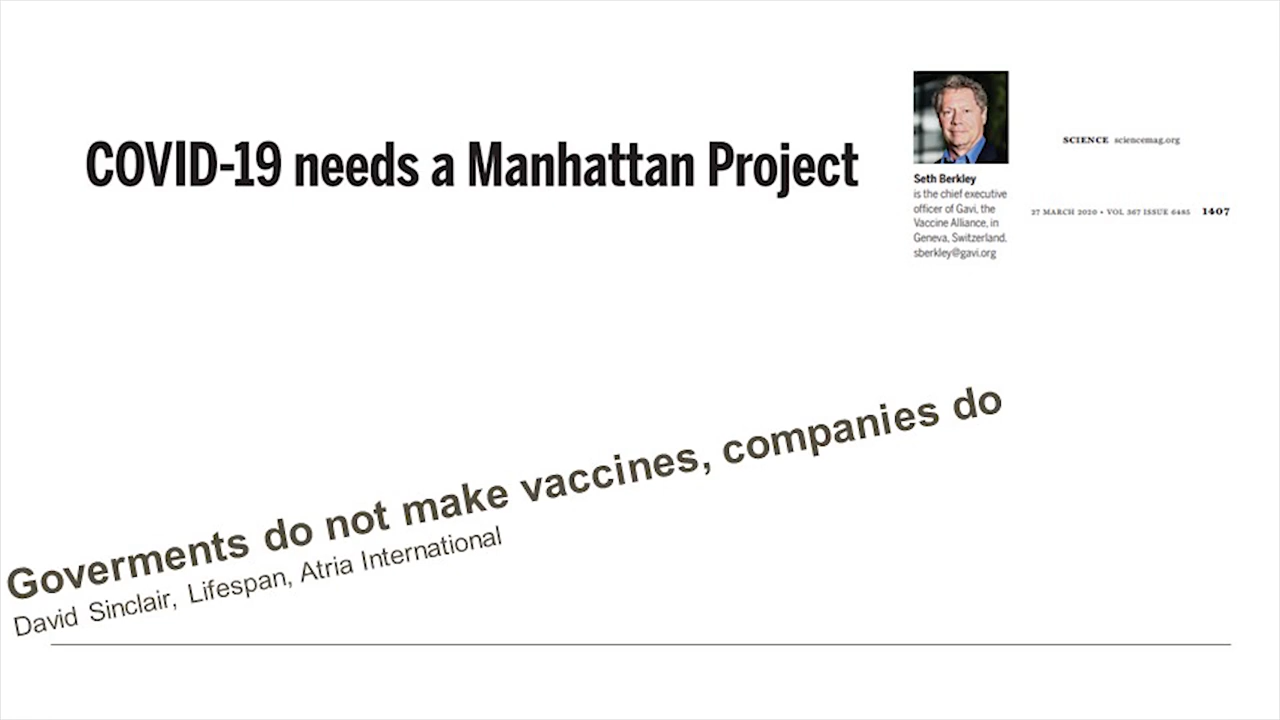 COVID-19 needs a Manhattan Project
SCIENCE sciencemag.org
Seth Berkley
is the chief executive
officer of Gavi, the
Vaccine Alliance, in
Geneva, Switzerland.
sberkley@gavi.org
27 MARCH 2020 • VOL 367 ISSUE 6485 1407
Goverments do not make vaccines, companies do
David Sinclair, Lifespan, Atria International